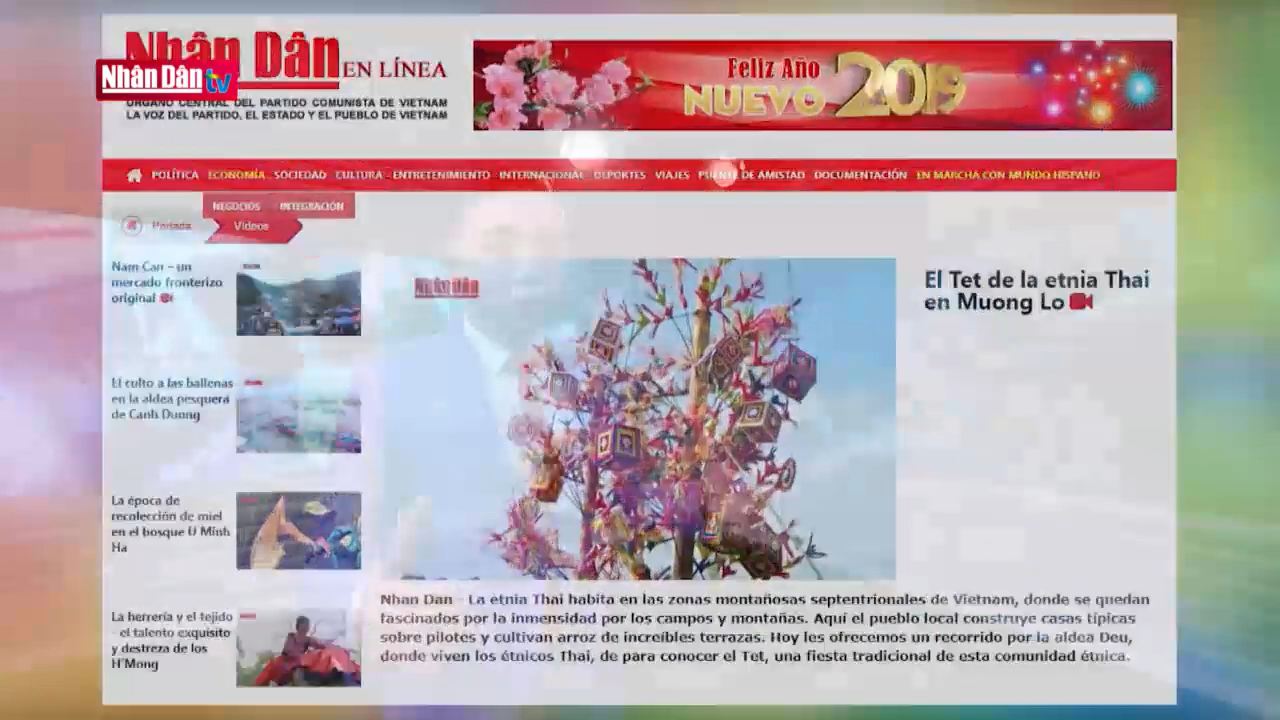 Nhân Dân EN LÍNEA
Nhân Dân tv
ÓRGANO CENTRAL DEL PARTIDO COMUNISTA DE VIETNAM
LA VOZ DEL PARTIDO, EL ESTADO Y EL PUEBLO DE VIETNAM
Feliz Año
NUEVO 2019
POLÍTICA ECONOMÍA SOCIEDAD CULTURA - ENTRETENIMIENTO INTERNACIONAL DEPORTES VIAJES PUENTE DE AMISTAD DOCUMENTACIÓN EN MARCHA CON MUNDO HISPANO
NEGOCIOS INTEGRACIÓN
Portada Vídeos
Nam Can – un
mercado fronterizo
original
El culto a las ballenas
en la aldea pesquera
de Canh Duong
La época de
recolección de miel
en el bosque U Minh
Ha
La herrería y el tejido
- el talento exquisito
y destreza de los
H'Mong
Nhân Dân
El Tet de la etnia Thai
en Muong Lo
Nhan Dan - La etnia Thai habita en las zonas montañosas septentrionales de Vietnam, donde se quedan
fascinados por la inmensidad por los campos y montañas. Aquí el pueblo local construye casas típicas
sobre pilotes y cultivan arroz de increíbles terrazas. Hoy les ofrecemos un recorrido por la aldea Deu,
donde viven los étnicos Thai, de para conocer el Tet, una fiesta tradicional de esta comunidad étnica.